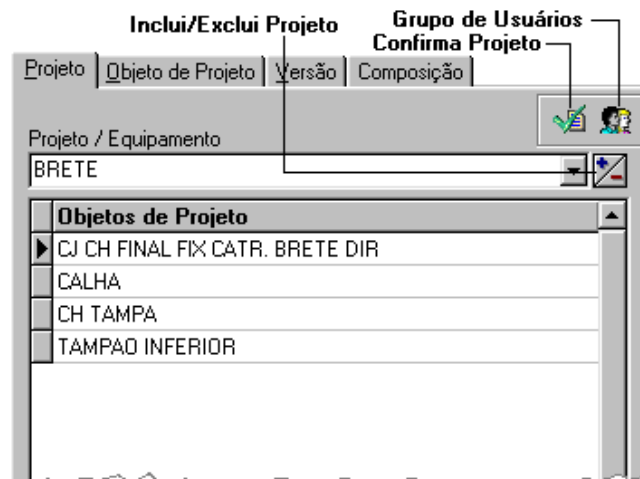 Inclui/Exclui Projeto
Grupo de Usuários
Confirma Projeto
Projeto Objeto de Projeto Versão Composição
Projeto / Equipamento
BRETE
Objetos de Projeto
CJ CH FINAL FIX CATR. BRETE DIR
CALHA
CH TAMPA
TAMPAO INFERIOR